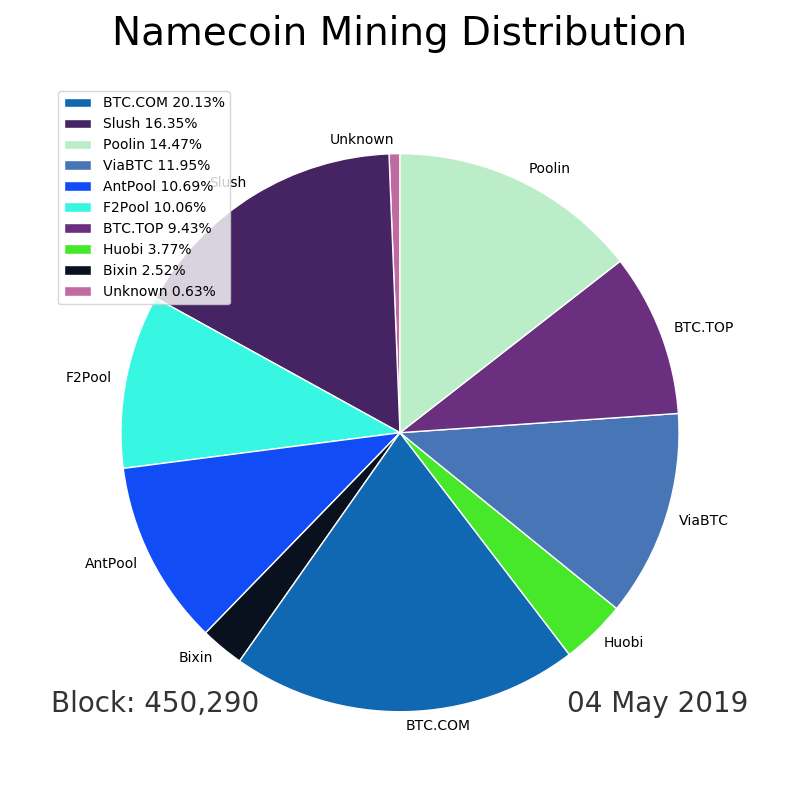 Namecoin Mining Distribution
BTC.COM 20.13%
Slush 16.35%
Poolin 14.47%
ViaBTC 11.95%
AntPool 10.69%
F2Pool 10.06%
BTC.TOP 9.43%
Huobi 3.77%
Bixin 2.52%
Unknown 0.63%
Unknown
Poolin
Slush
BTC.TOP
F2Pool
ViaBTC
AntPool
Huobi
Bixin
BTC.COM
Block: 450,290
04 May 2019